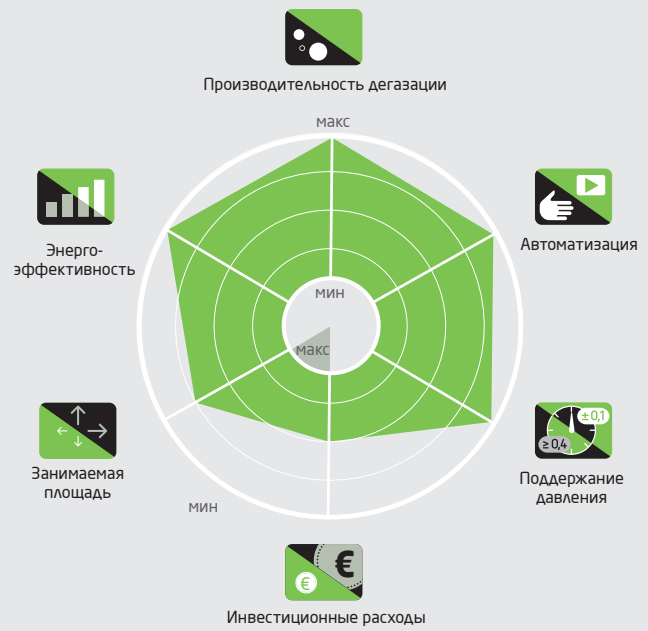 Производительность дегазации
макс
Энерго-
эффективность
Автоматизация
мин
макс
± 0,1
≥ 0,4
Занимаемая
площадь
Поддержание
давления
мин
€
€
Инвестиционные расходы